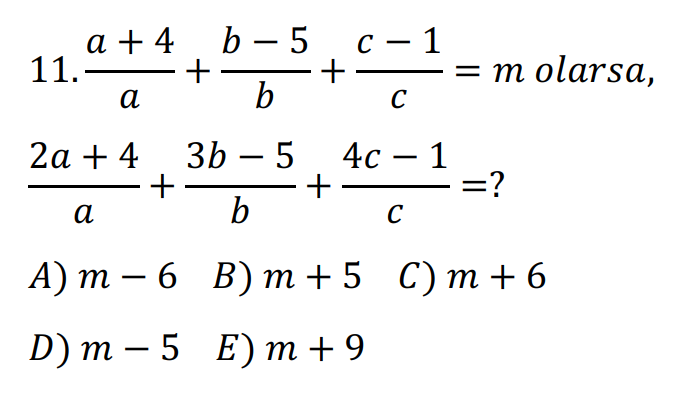 11. (a + 4)/a + (b − 5)/b + (c − 1)/c = m olarsa,
(2a + 4)/a + (3b − 5)/b + (4c − 1)/c =?
A) m − 6 B) m + 5 C) m + 6
D) m − 5 E) m + 9